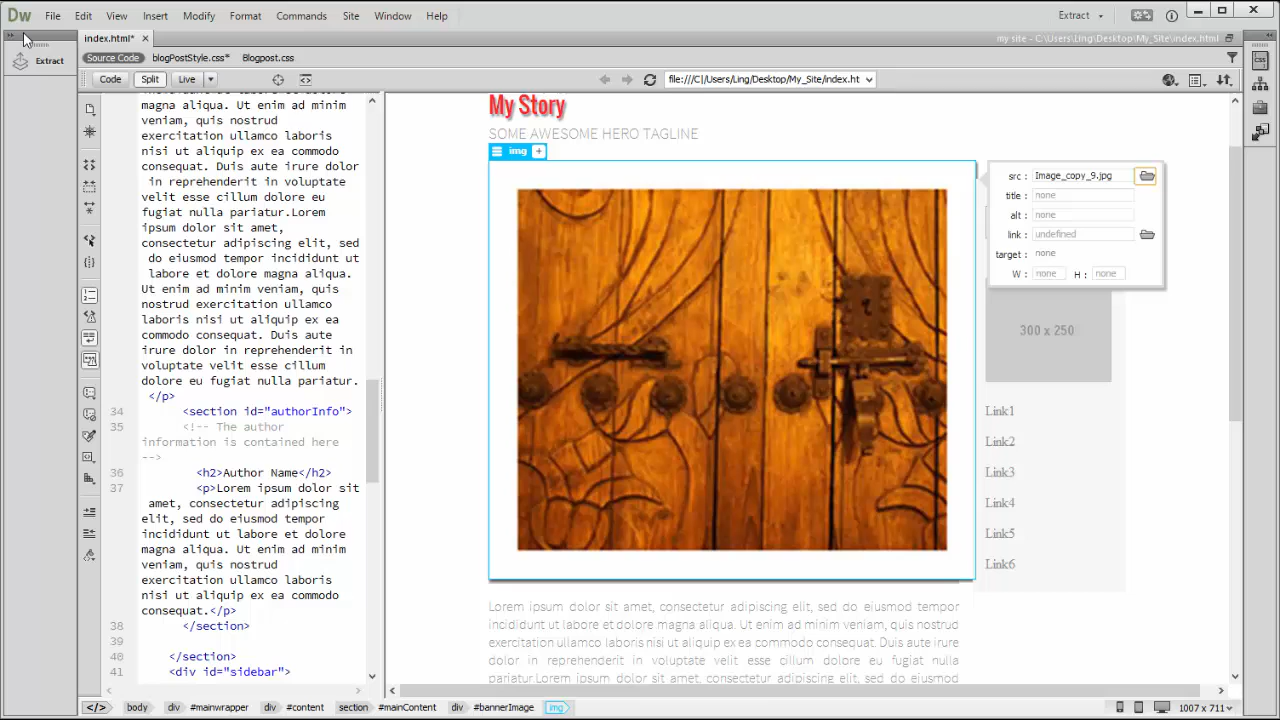 Dw File Edit View Insert Modify Format Commands Site Window Help Extract
index.html* my site - C:\Users\Ling\Desktop\My_Site\index.html
Extract
Source Code blogPostStyle.css* Blogpost.css
Code Split Live file:///C|/Users/Ling/Desktop/My_Site/index.ht
magna aliqua. Ut enim ad minim
veniam, quis nostrud
exercitation ullamco laboris
nisi ut aliquip ex ea commodo
consequat.Duis aute irure dolor
in reprehenderit in voluptate
velit esse cillum dolore eu
fugiat nulla pariatur.Lorem
ipsum dolor sit amet,
consectetur adipiscing elit, sed
do eiusmod tempor incididunt ut
labore et dolore magna aliqua.
Ut enim ad minim veniam, quis
nostrud exercitation ullamco
laboris nisi ut aliquip ex ea
commodo consequat. Duis aute
irure dolor in reprehenderit in
voluptate velit esse cillum
dolore eu fugiat nulla pariatur.
</p>
34 <section id="authorInfo">
35 <!-- The author
information is contained here
-->
36 <h2>Author Name</h2>
37 <p>Lorem ipsum dolor sit
amet, consectetur adipiscing
elit, sed do eiusmod tempor
incididunt ut labore et dolore
magna aliqua. Ut enim ad minim
veniam, quis nostrud
exercitation ullamco laboris
nisi ut aliquip ex ea commodo
consequat.</p>
38 </section>
39
40 </section>
41 <div id="sidebar">
My Story
SOME AWESOME HERO TAGLINE
img +
src : Image_copy_9.jpg
title : none
alt : none
link : undefined
target : none
W : none H : none
300 x 250
Link1
Link2
Link3
Link4
Link5
Link6
Lorem ipsum dolor sit amet, consectetur adipiscing elit, sed do eiusmod tempor
incididunt ut labore et dolore magna aliqua. Ut enim ad minim veniam, quis nostrud
exercitation ullamco laboris nisi ut aliquip ex ea commodo consequat. Duis aute irure
dolor in reprehenderit in voluptate velit esse cillum dolore eu fugiat nulla
pariatur.Lorem ipsum dolor sit amet, consectetur adipiscing elit, sed do eiusmod
</> body div #mainwrapper div #content section #mainContent div #bannerImage img 1007 x 711